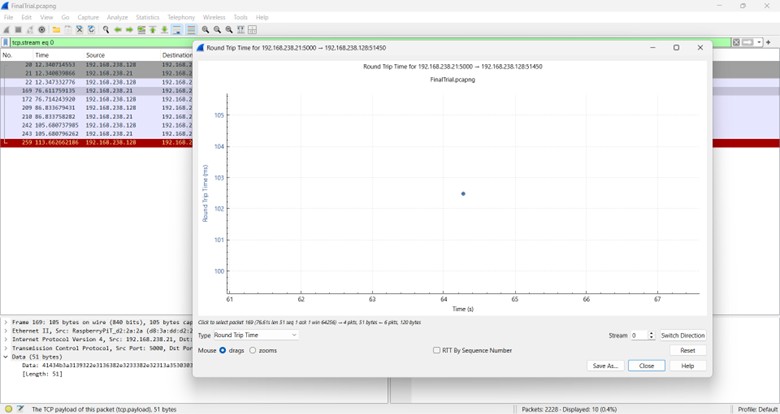 FinalTrial.pcapng
File Edit View Go Capture Analyze Statistics Telephony Wireless Tools Help
tcp.stream eq 0
No. Time Source Destination
20 12.340714553 192.168.238.128 192.168.2
21 12.340839868 192.168.238.21 192.168.2
22 12.347332776 192.168.238.128 192.168.2
169 76.611759135 192.168.238.21 192.168.2
172 76.714243920 192.168.238.128 192.168.2
209 86.833679431 192.168.238.128 192.168.2
210 86.833758282 192.168.238.21 192.168.2
242 105.680737985 192.168.238.128 192.168.2
243 105.680796262 192.168.238.21 192.168.2
259 113.662662186 192.168.238.128 192.168.2
Round Trip Time for 192.168.238.21:5000 → 192.168.238.128:51450
Round Trip Time for 192.168.238.21:5000 → 192.168.238.128:51450
FinalTrial.pcapng
Round Trip Time (ms)
105
104
103
102
101
100
61 62 63 64 65 66 67
Time (s)
Click to select packet 169 (76.61s len 51 seq 1 ack 1 win 64256) → 4 pkts, 51 bytes ← 6 pkts, 120 bytes
Type Round Trip Time Stream 0 Switch Direction
Mouse drags zooms RTT By Sequence Number Reset
Save As... Close Help
Frame 169: 105 bytes on wire (840 bits), 105 bytes cap
Ethernet II, Src: RaspberryPiT_d2:2a:2a (d8:3a:dd:d2:2
Internet Protocol Version 4, Src: 192.168.238.21, Dst:
Transmission Control Protocol, Src Port: 5000, Dst Por
Data (51 bytes)
[Length: 51]
The TCP payload of this packet (tcp.payload), 51 bytes
Packets: 2228 · Displayed: 10 (0.4%)
Profile: Default